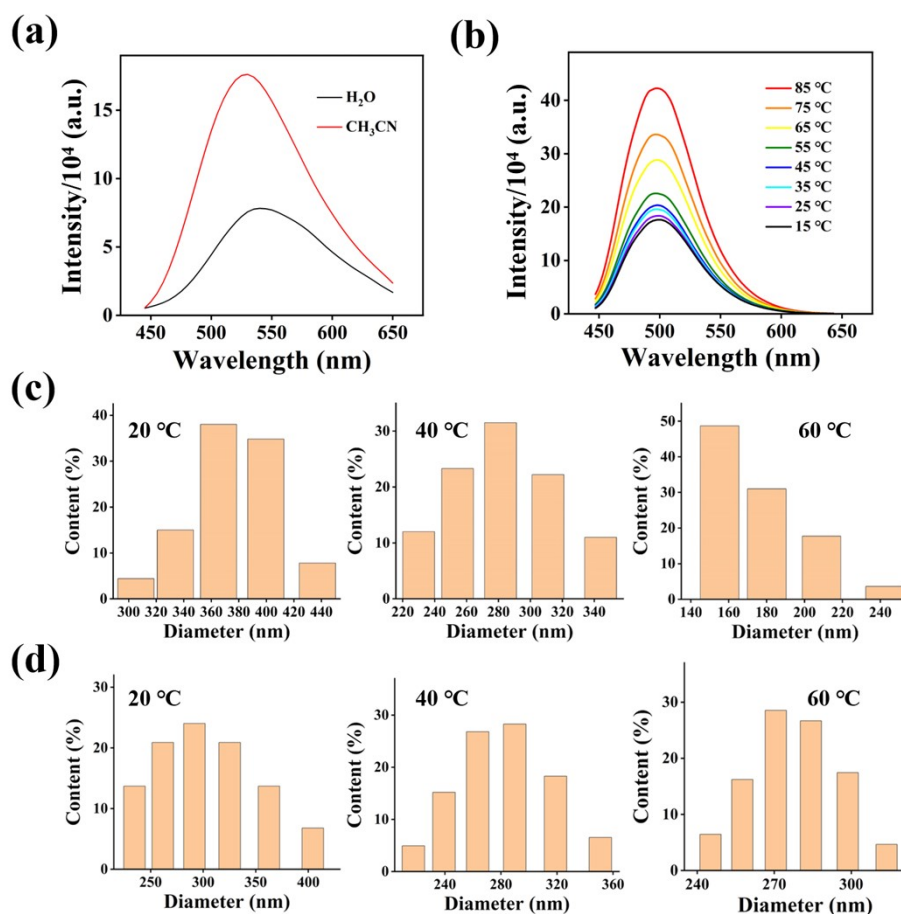 (a)
Intensity/10⁴ (a.u.)
15
10
5
0
H₂O
CH₃CN
450 500 550 600 650
Wavelength (nm)
(b)
Intensity/10⁴ (a.u.)
40
30
20
10
0
85 ℃
75 ℃
65 ℃
55 ℃
45 ℃
35 ℃
25 ℃
15 ℃
450 500 550 600 650
Wavelength (nm)
(c)
20 ℃
Content (%)
40
30
20
10
0
300 320 340 360 380 400 420 440
Diameter (nm)
40 ℃
Content (%)
30
20
10
0
220 240 260 280 300 320 340
Diameter (nm)
60 ℃
Content (%)
50
40
30
20
10
0
140 160 180 200 220 240
Diameter (nm)
(d)
20 ℃
Content (%)
30
20
10
0
250 300 350 400
Diameter (nm)
40 ℃
Content (%)
30
20
10
0
240 280 320 360
Diameter (nm)
60 ℃
Content (%)
30
20
10
0
240 270 300
Diameter (nm)